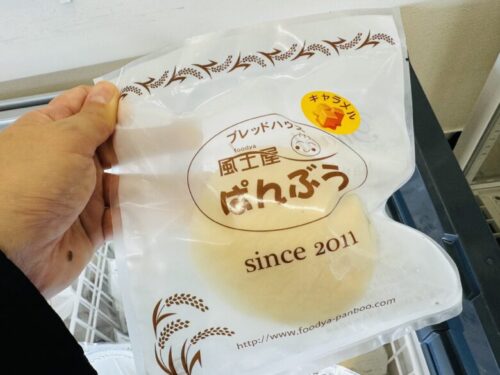 キャラメル
ブレッドハウス
foodya
風土屋
ぱんぶう
since 2011
http://www.foodya-panboo.com